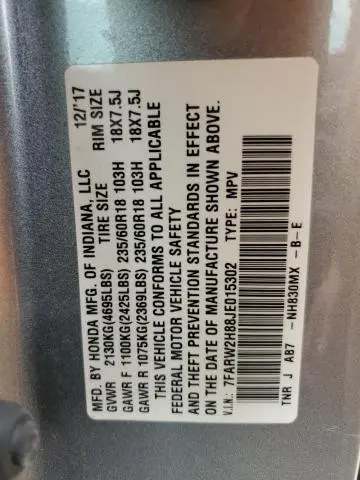 MFD. BY HONDA MFG. OF INDIANA, LLC 12/'17
GVWR 2130KG(4695LBS) TIRE SIZE RIM SIZE
GAWR F 1100KG(2425LBS) 235/60R18 103H 18X7.5J
GAWR R 1075KG(2369LBS) 235/60R18 103H 18X7.5J
THIS VEHICLE CONFORMS TO ALL APPLICABLE
FEDERAL MOTOR VEHICLE SAFETY
AND THEFT PREVENTION STANDARDS IN EFFECT
ON THE DATE OF MANUFACTURE SHOWN ABOVE.
V.I.N.: 7FARW2H88JE015302 TYPE: MPV
TNR J AB7 -NH830MX -B-E